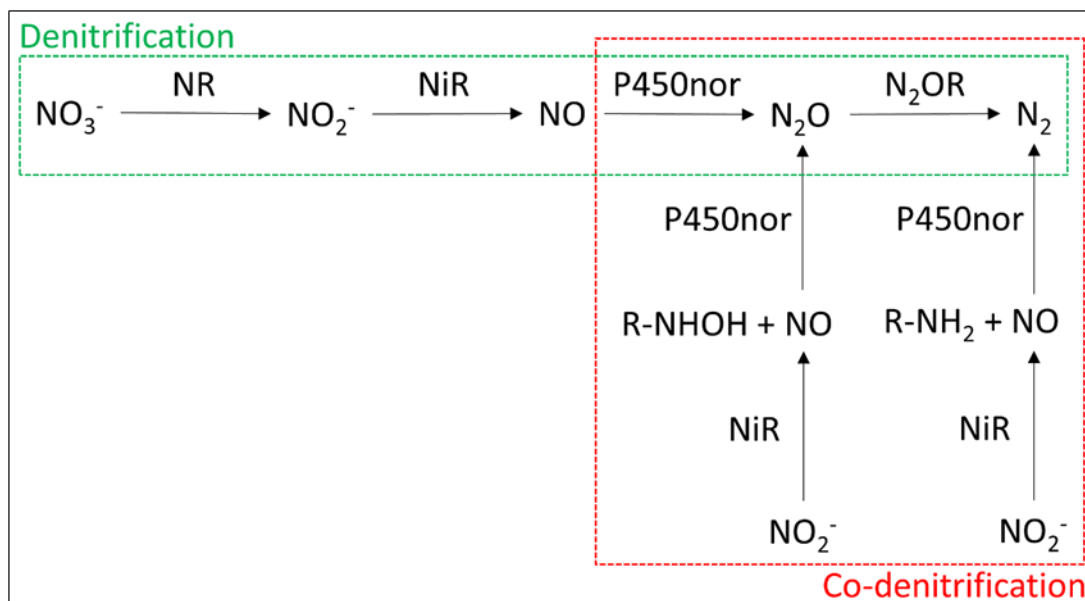 Denitrification
NR NiR P450nor N₂OR
NO₃⁻ NO₂⁻ NO N₂O N₂
P450nor P450nor
R-NHOH + NO R-NH₂ + NO
NiR NiR
NO₂⁻ NO₂⁻
Co-denitrification